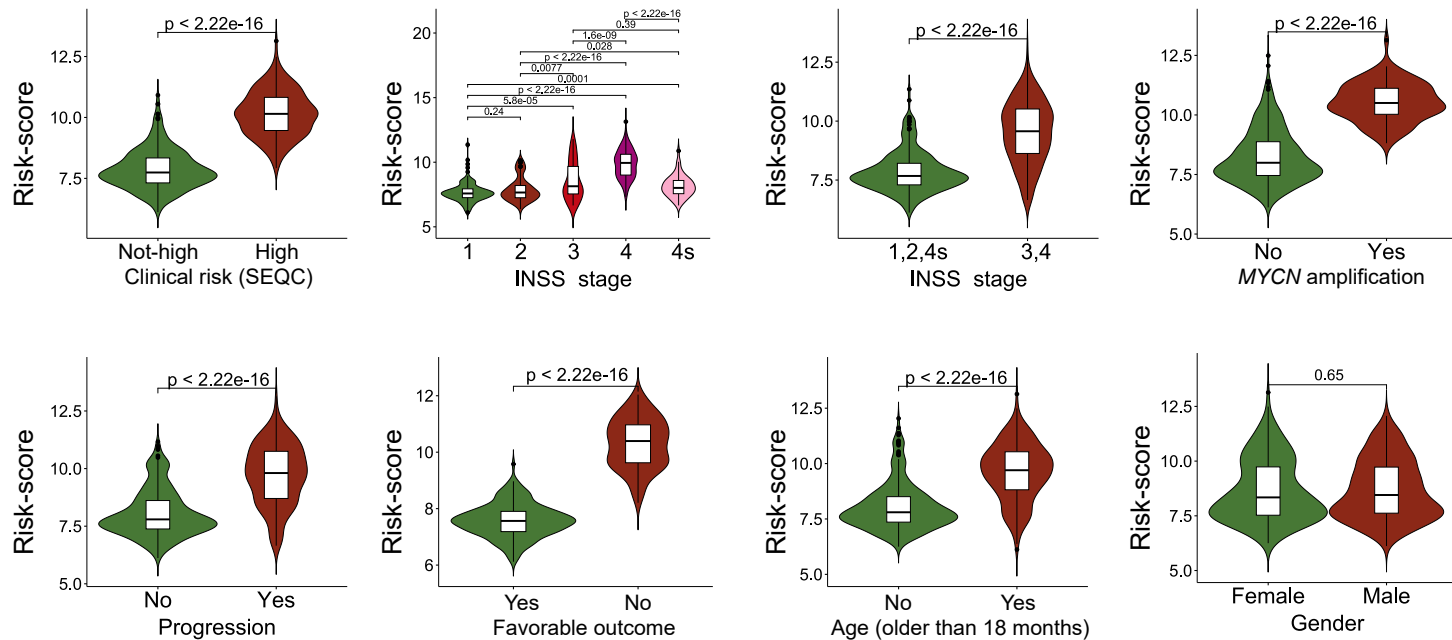 p < 2.22e-16
12.5
10.0
7.5
Risk-score
Not-high High
Clinical risk (SEQC)
p < 2.22e-16
0.39
1.6e-09
0.028
p < 2.22e-16
0.0077
0.0001
p < 2.22e-16
5.8e-05
0.24
20
15
10
5
Risk-score
1 2 3 4 4s
INSS stage
p < 2.22e-16
12.5
10.0
7.5
5.0
Risk-score
1,2,4s 3,4
INSS stage
p < 2.22e-16
12.5
10.0
7.5
5.0
Risk-score
No Yes
MYCN amplification
p < 2.22e-16
12.5
10.0
7.5
5.0
Risk-score
No Yes
Progression
p < 2.22e-16
12
10
8
6
Risk-score
Yes No
Favorable outcome
p < 2.22e-16
12.5
10.0
7.5
5.0
Risk-score
No Yes
Age (older than 18 months)
0.65
12.5
10.0
7.5
5.0
Risk-score
Female Male
Gender